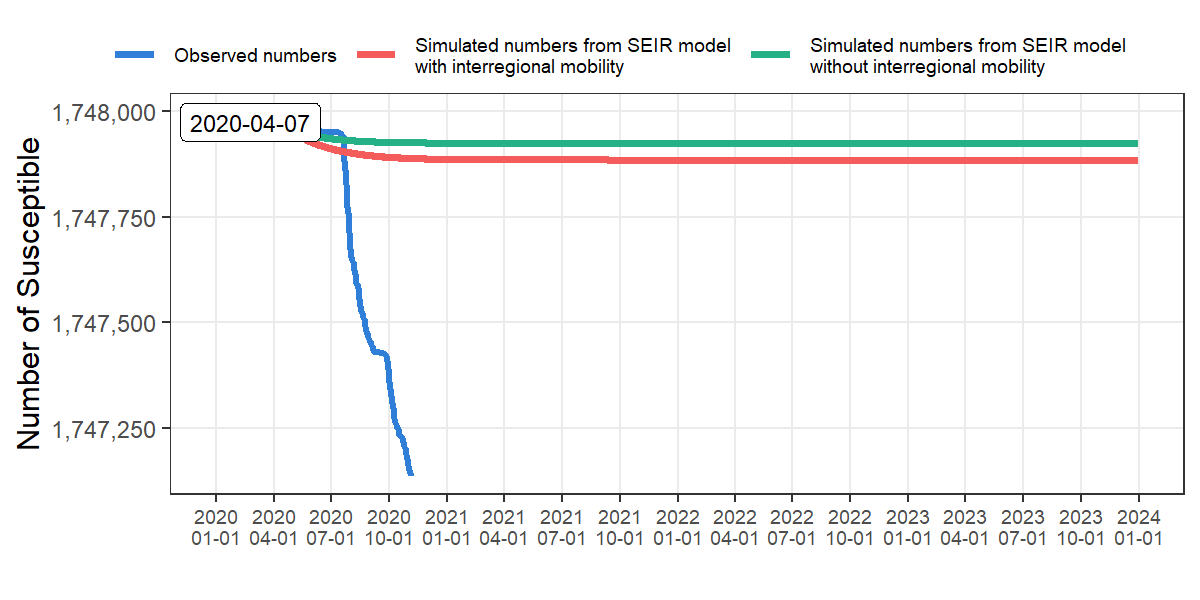 Observed numbers
Simulated numbers from SEIR model
with interregional mobility
Simulated numbers from SEIR model
without interregional mobility
Number of Susceptible
1,748,000
1,747,750
1,747,500
1,747,250
2020-04-07
2020 2020 2020 2020 2021 2021 2021 2021 2022 2022 2022 2022 2023 2023 2023 2023 2024
01-01 04-01 07-01 10-01 01-01 04-01 07-01 10-01 01-01 04-01 07-01 10-01 01-01 04-01 07-01 10-01 01-01